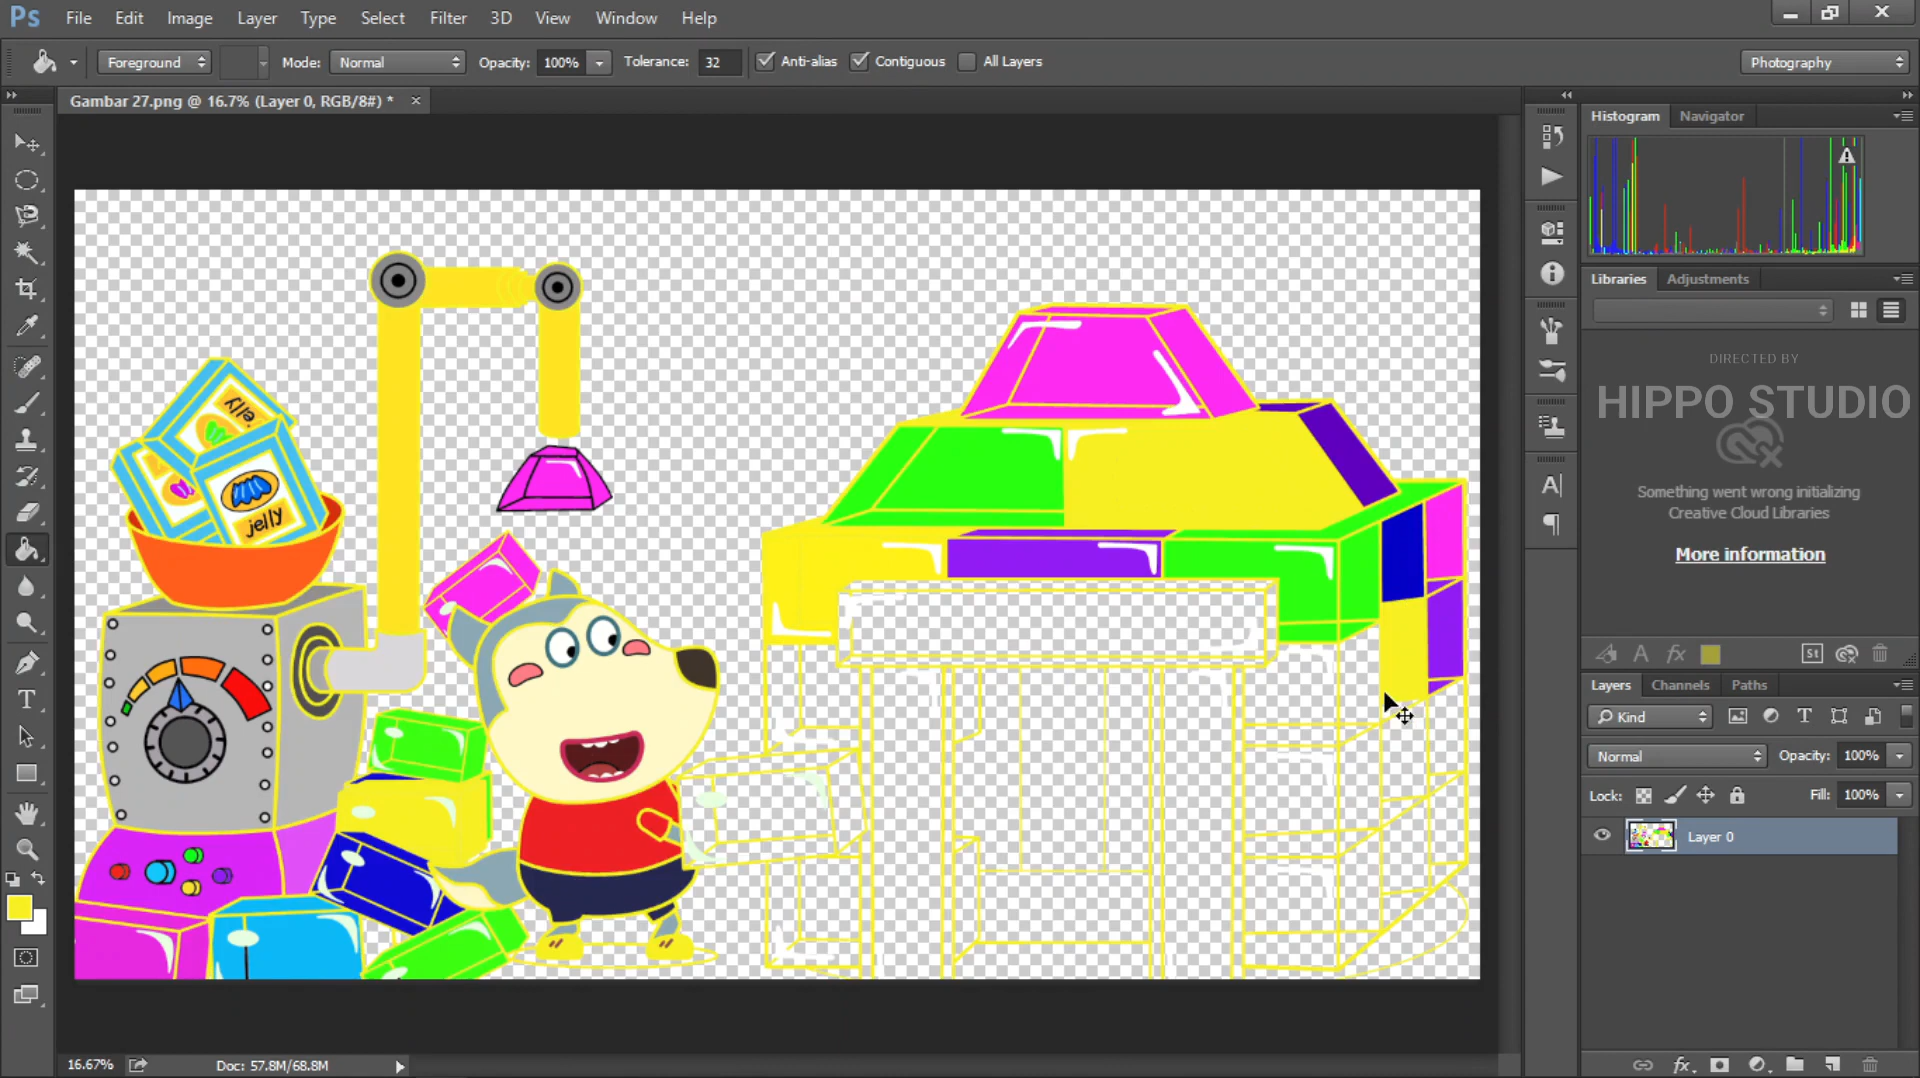 Ps File Edit Image Layer Type Select Filter 3D View Window Help
Foreground Mode: Normal Opacity: 100% Tolerance: 32 Anti-alias Contiguous All Layers Photography
Gambar 27.png @ 16.7% (Layer 0, RGB/8#) * ×
Histogram Navigator
Libraries Adjustments
DIRECTED BY
HIPPO STUDIO
Something went wrong initializing
Creative Cloud Libraries
More information
jelly
jelly
St
Layers Channels Paths
Kind
Normal Opacity: 100%
Lock: Fill: 100%
Layer 0
16.67% Doc: 57.8M/68.8M